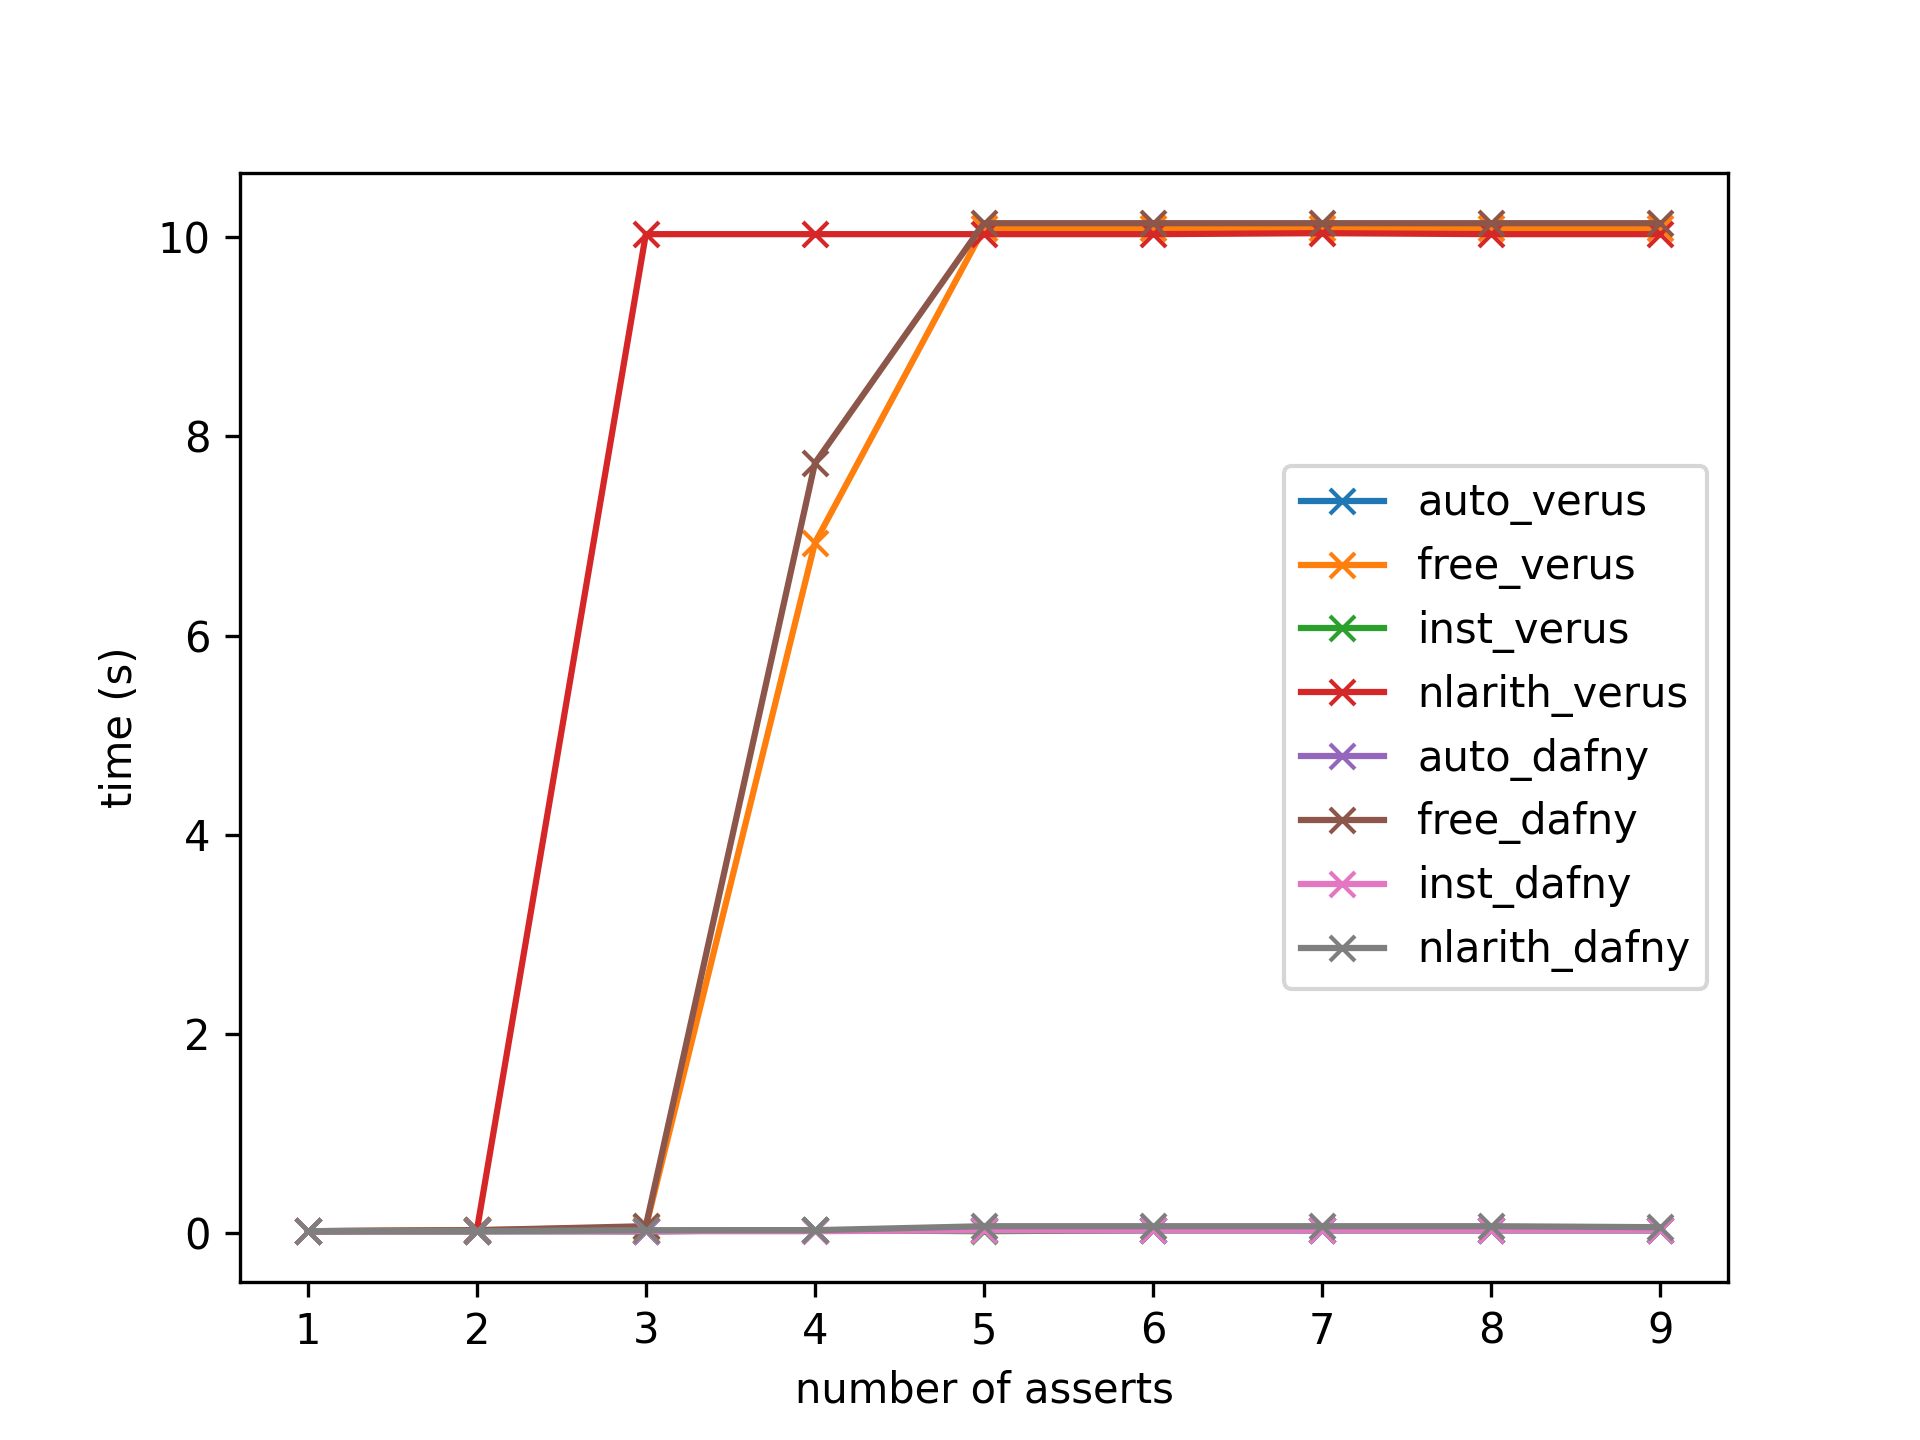 10
8
6
4
2
0
time (s)
1 2 3 4 5 6 7 8 9
number of asserts
auto_verus
free_verus
inst_verus
nlarith_verus
auto_dafny
free_dafny
inst_dafny
nlarith_dafny